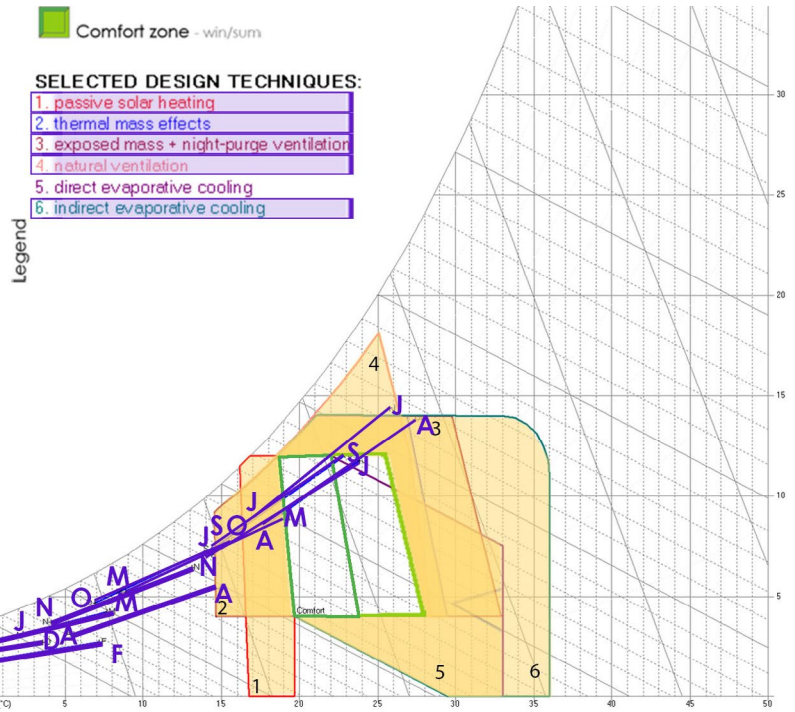 Comfort zone - win/sum
SELECTED DESIGN TECHNIQUES:
1. passive solar heating
2. thermal mass effects
3. exposed mass + night-purge ventilation
4. natural ventilation
5. direct evaporative cooling
6. indirect evaporative cooling
Legend
30
25
20
15
10
5
4
J
A
3
S
J
J
S
O
M
J
A
N
M
A
O
M
N
2
Comfort
J
D
A
F
5
6
1
°C)
5
10
15
20
25
30
35
40
45
50